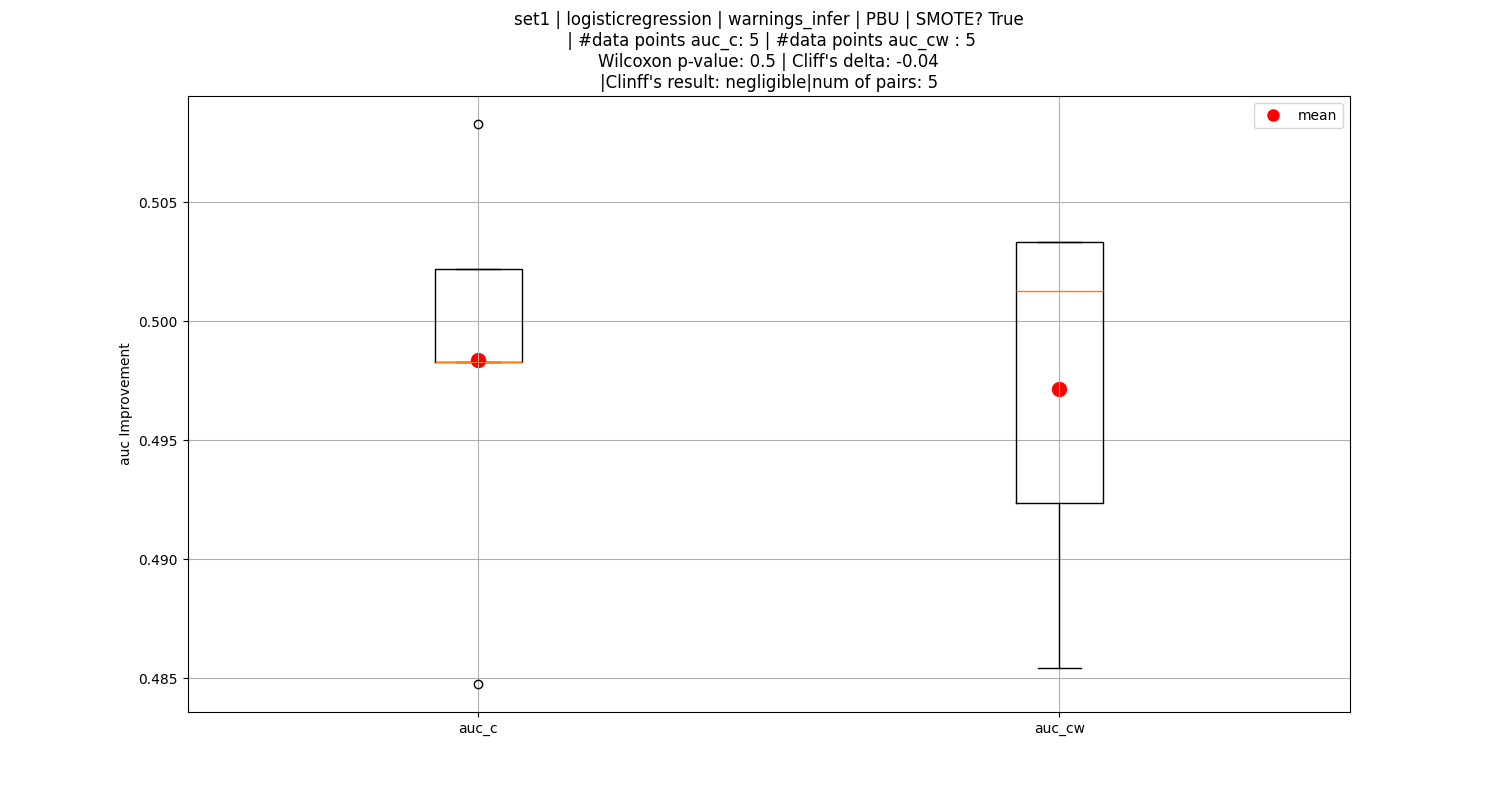 set1 | logisticregression | warnings_infer | PBU | SMOTE? True
| #data points auc_c: 5 | #data points auc_cw : 5
Wilcoxon p-value: 0.5 | Cliff's delta: -0.04
|Clinff's result: negligible|num of pairs: 5
mean
0.505
0.500
0.495
0.490
0.485
auc Improvement
auc_c
auc_cw